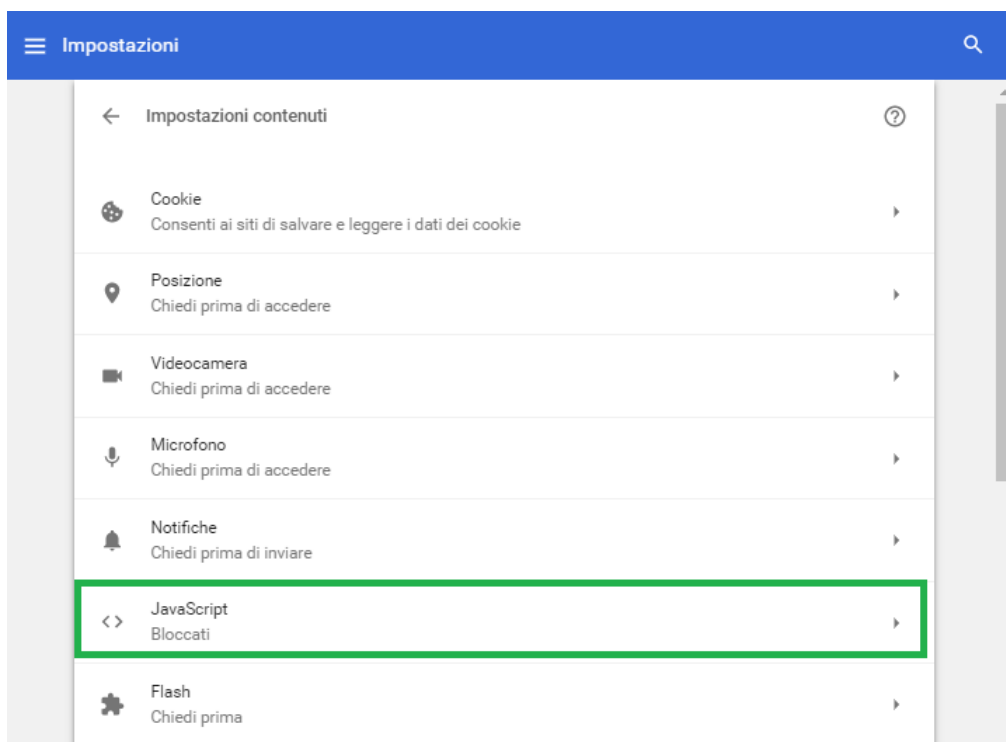 Impostazioni
Impostazioni contenuti
Cookie
Consenti ai siti di salvare e leggere i dati dei cookie
Posizione
Chiedi prima di accedere
Videocamera
Chiedi prima di accedere
Microfono
Chiedi prima di accedere
Notifiche
Chiedi prima di inviare
JavaScript
Bloccati
Flash
Chiedi prima